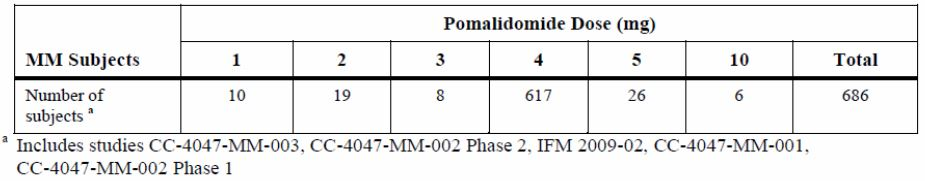 Pomalidomide Dose (mg)
MM Subjects 1 2 3 4 5 10 Total
Number of
subjects a 10 19 8 617 26 6 686
a Includes studies CC-4047-MM-003, CC-4047-MM-002 Phase 2, IFM 2009-02, CC-4047-MM-001,
CC-4047-MM-002 Phase 1